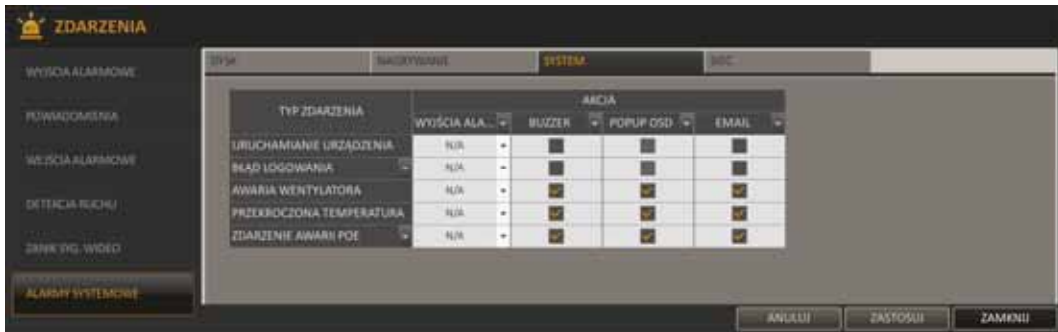 ZDARZENIA
WYJŚCIA ALARMOWE
POWIADOMIENIA
WEJŚCIA ALARMOWE
DETEKCJA RUCHU
ZANIK SYG. WIDEO
ALARMY SYSTEMOWE
DYSK NAGRYWANIE SYSTEM SIEĆ
TYP ZDARZENIA AKCJA
WYJŚCIA ALA... BUZZER POPUP OSD EMAIL
URUCHAMIANIE URZĄDZENIA N/A
BŁĄD LOGOWANIA N/A
AWARIA WENTYLATORA N/A
PRZEKROCZONA TEMPERATURA N/A
ZDARZENIE AWARII POE N/A
ANULUJ ZASTOSUJ ZAMKNIJ